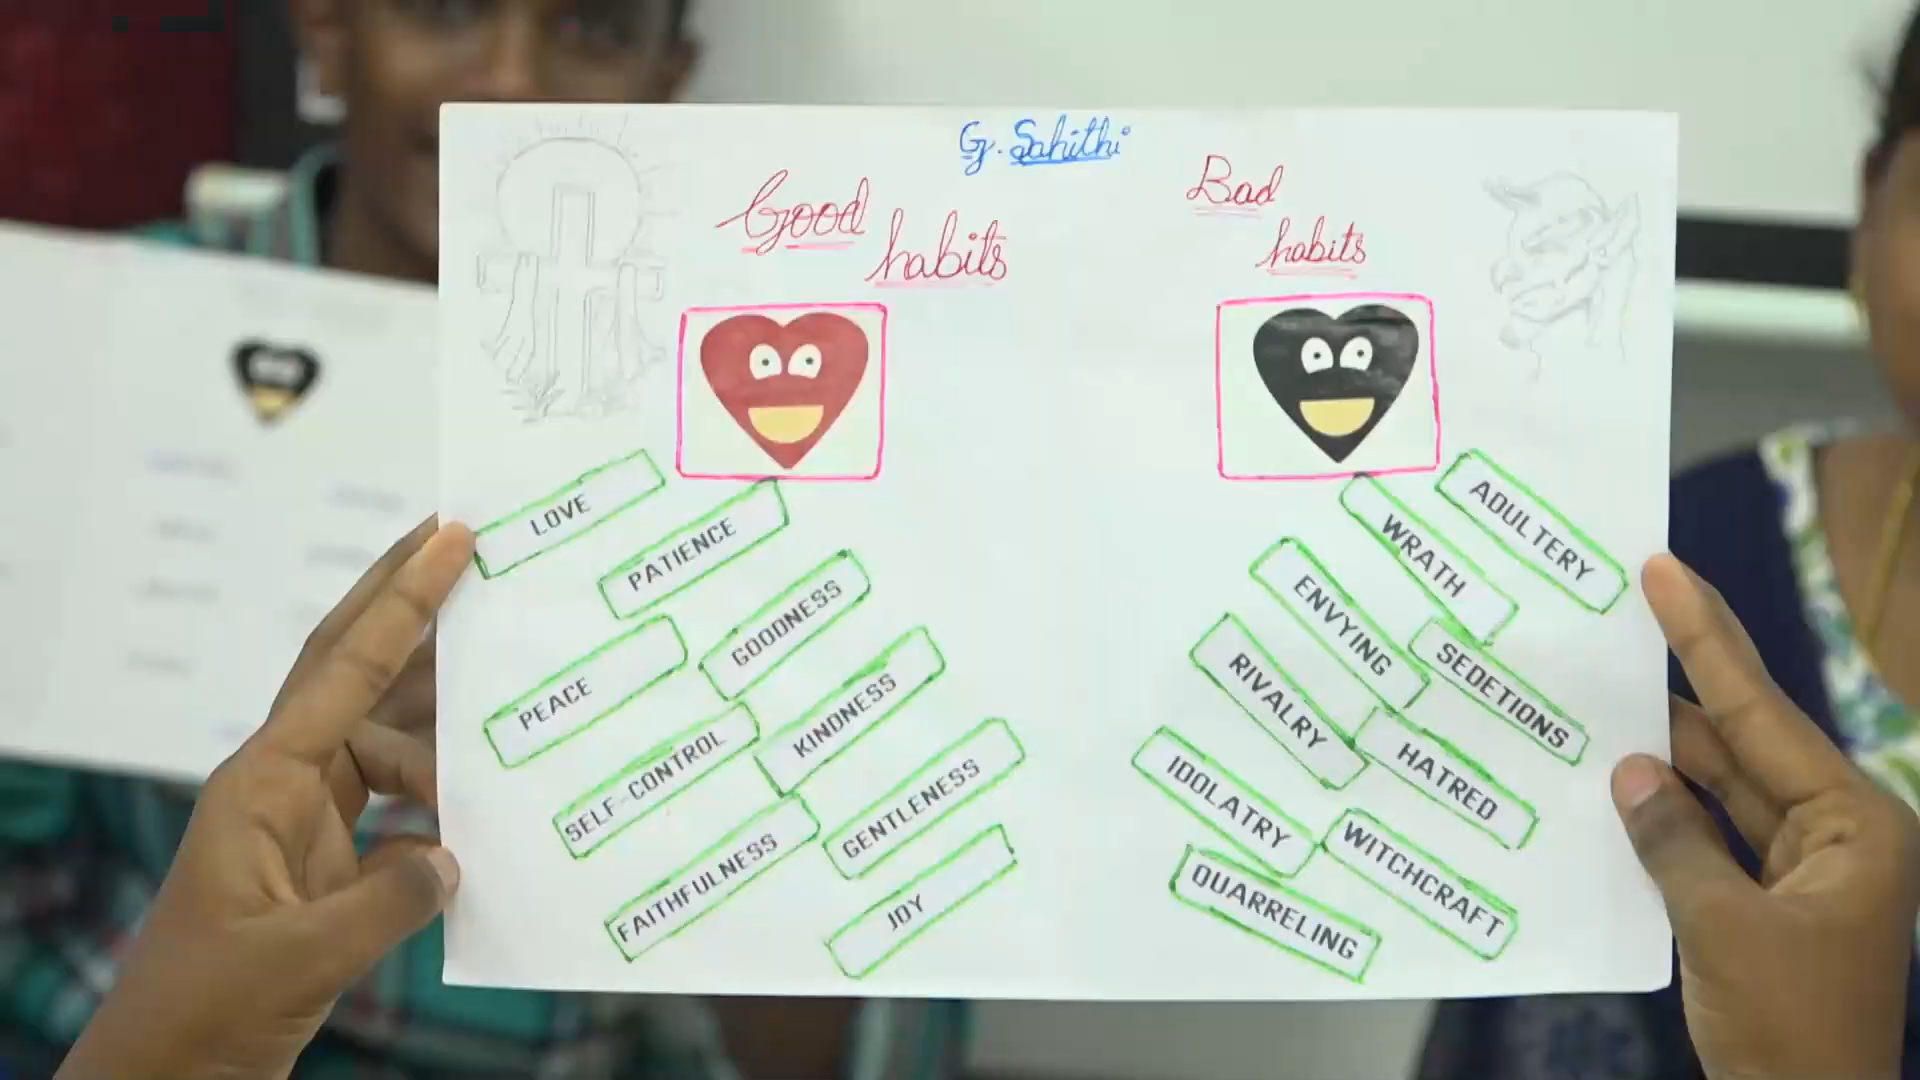 G. Sahithi
Good
habits
LOVE
PATIENCE
GOODNESS
PEACE
KINDNESS
SELF-CONTROL
GENTLENESS
FAITHFULNESS
JOY
Bad
habits
ADULTERY
WRATH
ENVYING
SEDETIONS
RIVALRY
HATRED
IDOLATRY
WITCHCRAFT
QUARRELING